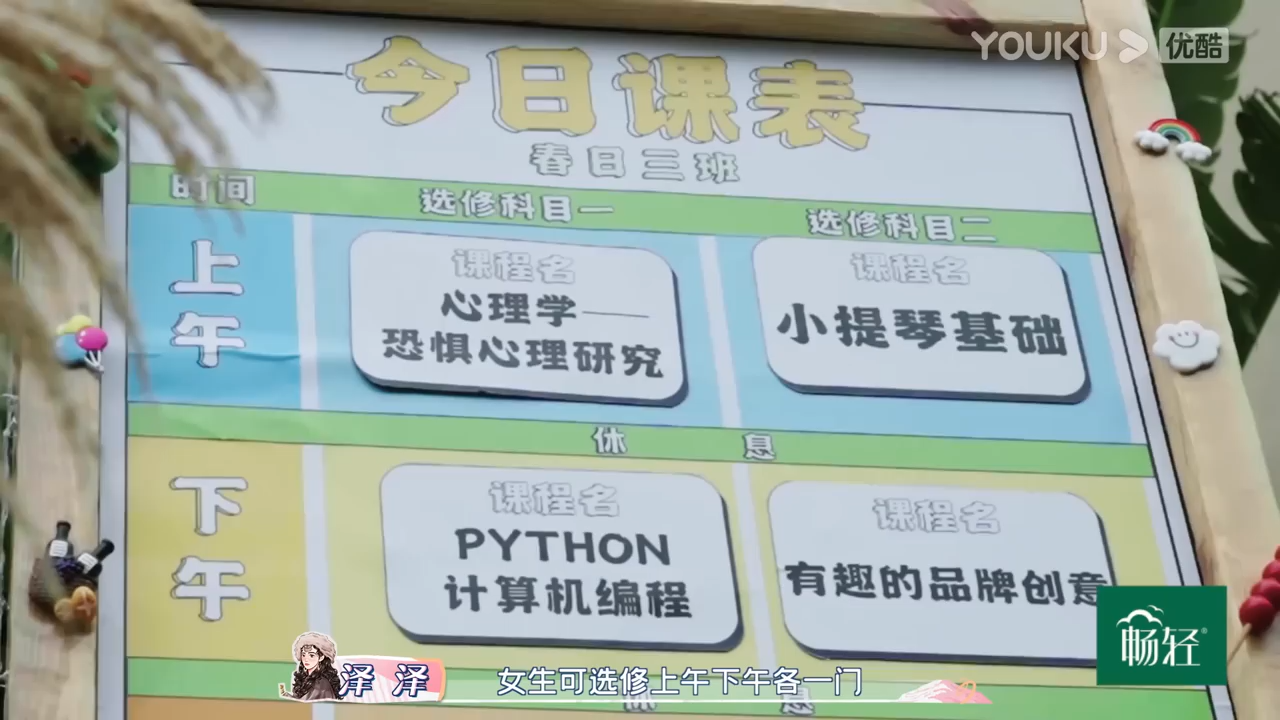 YOUKU 优酷
今日课表
春日三班
时间 选修科目一 选修科目二
上午
课程名
心理学——
恐惧心理研究
课程名
小提琴基础
休息
下午
课程名
PYTHON
计算机编程
课程名
有趣的品牌创意
休息
畅轻®
泽泽 女生可选修上午下午各一门